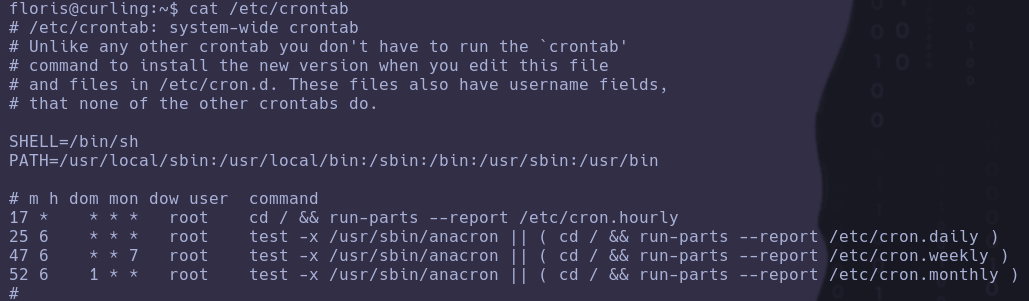 floris@curling:~$ cat /etc/crontab
# /etc/crontab: system-wide crontab
# Unlike any other crontab you don't have to run the `crontab'
# command to install the new version when you edit this file
# and files in /etc/cron.d. These files also have username fields,
# that none of the other crontabs do.

SHELL=/bin/sh
PATH=/usr/local/sbin:/usr/local/bin:/sbin:/bin:/usr/sbin:/usr/bin

# m h dom mon dow user  command
17 *    * * *   root    cd / && run-parts --report /etc/cron.hourly
25 6    * * *   root    test -x /usr/sbin/anacron || ( cd / && run-parts --report /etc/cron.daily )
47 6    * * 7   root    test -x /usr/sbin/anacron || ( cd / && run-parts --report /etc/cron.weekly )
52 6    1 * *   root    test -x /usr/sbin/anacron || ( cd / && run-parts --report /etc/cron.monthly )
#